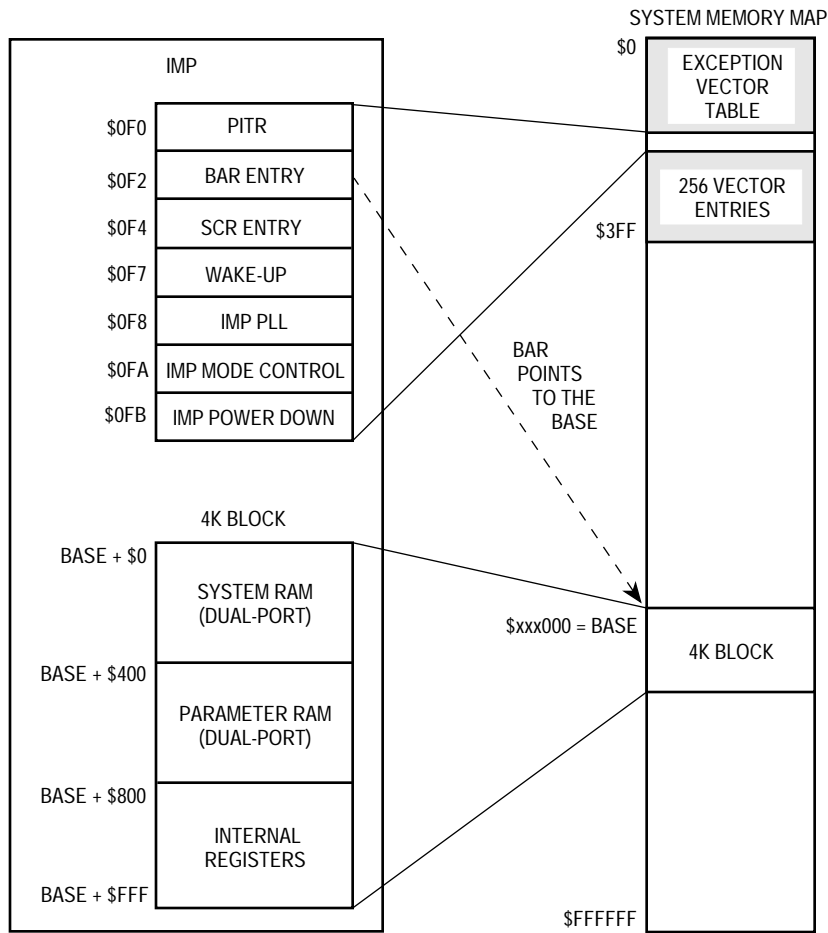 SYSTEM MEMORY MAP
$0
EXCEPTION
VECTOR
TABLE
IMP
$0F0
PITR
$0F2
BAR ENTRY
256 VECTOR
ENTRIES
$0F4
SCR ENTRY
$3FF
$0F7
WAKE-UP
$0F8
IMP PLL
$0FA
IMP MODE CONTROL
$0FB
IMP POWER DOWN
BAR
POINTS
TO THE
BASE
4K BLOCK
BASE + $0
SYSTEM RAM
(DUAL-PORT)
$xxx000 = BASE
4K BLOCK
BASE + $400
PARAMETER RAM
(DUAL-PORT)
BASE + $800
INTERNAL
REGISTERS
BASE + $FFF
$FFFFFF